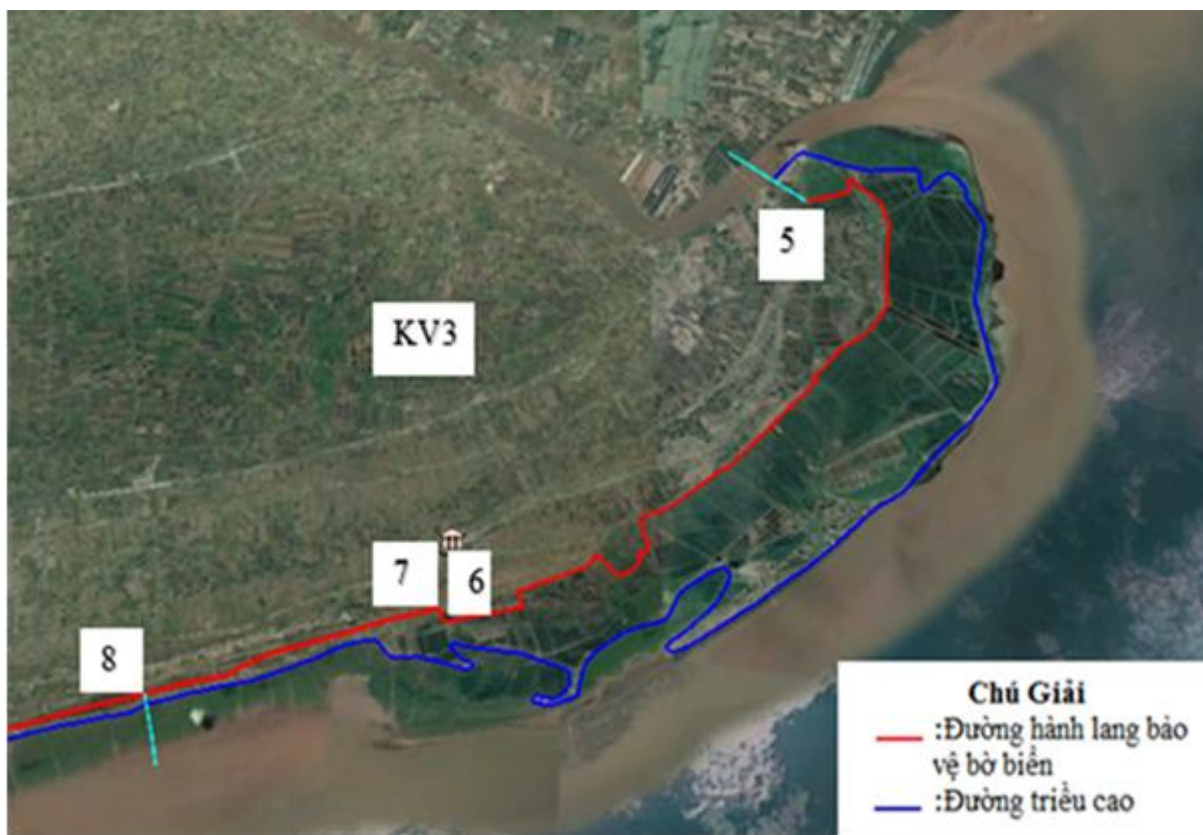 5
KV3
7
6
8
Chú Giải
:Đường hành lang bảo
vệ bờ biển
:Đường triều cao